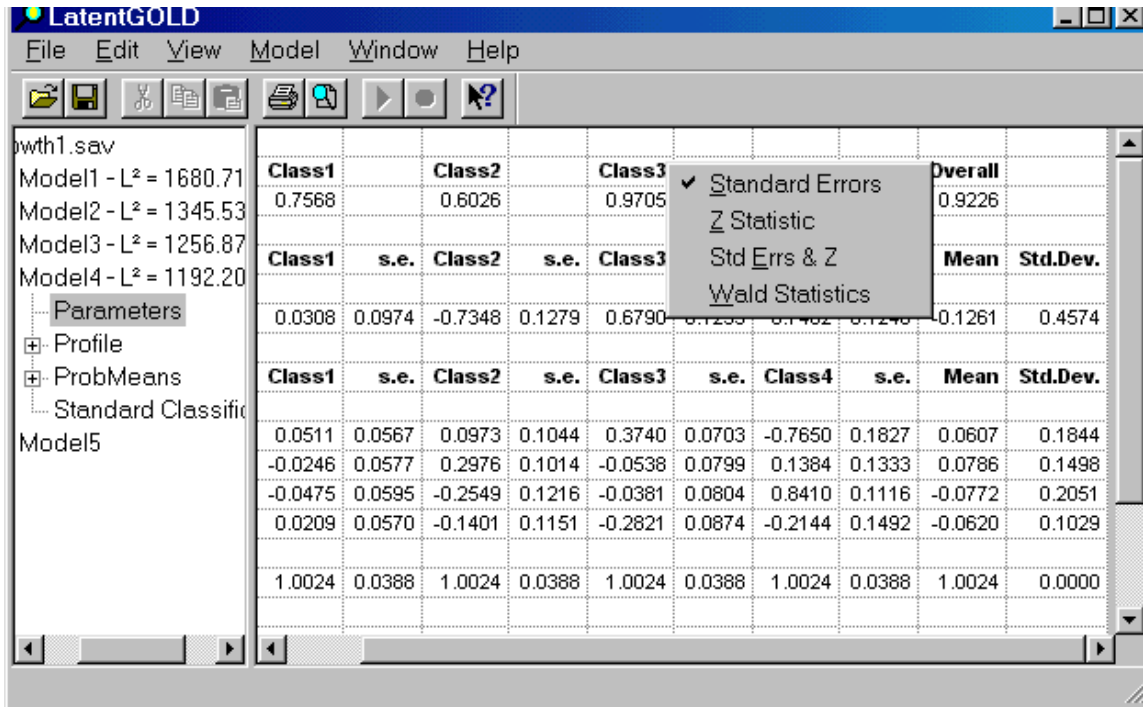 LatentGOLD
File Edit View Model Window Help
owth1.sav
Model1 - L² = 1680.71
Model2 - L² = 1345.53
Model3 - L² = 1256.87
Model4 - L² = 1192.20
Parameters
Profile
ProbMeans
Standard Classific
Model5
Class1 Class2 Class3 Overall
0.7568 0.6026 0.9705 0.9226
Class1 s.e. Class2 s.e. Class3 Mean Std.Dev.
0.0308 0.0974 -0.7348 0.1279 0.6790 -0.1261 0.4574
Class1 s.e. Class2 s.e. Class3 s.e. Class4 s.e. Mean Std.Dev.
0.0511 0.0567 0.0973 0.1044 0.3740 0.0703 -0.7650 0.1827 0.0607 0.1844
-0.0246 0.0577 0.2976 0.1014 -0.0538 0.0799 0.1384 0.1333 0.0786 0.1498
-0.0475 0.0595 -0.2549 0.1216 -0.0381 0.0804 0.8410 0.1116 -0.0772 0.2051
0.0209 0.0570 -0.1401 0.1151 -0.2821 0.0874 -0.2144 0.1492 -0.0620 0.1029
1.0024 0.0388 1.0024 0.0388 1.0024 0.0388 1.0024 0.0388 1.0024 0.0000
Standard Errors
Z Statistic
Std Errs & Z
Wald Statistics